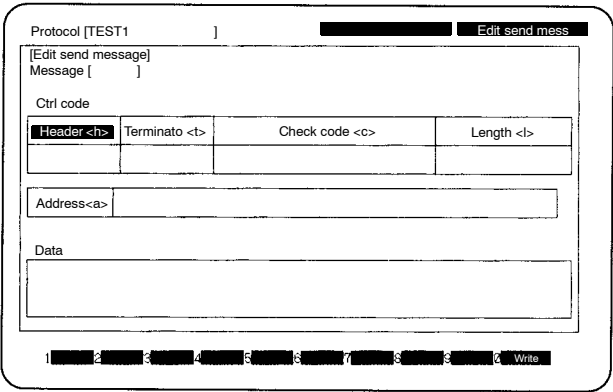 Protocol [TEST1 ] Edit send mess
[Edit send message]
Message [ ]
Ctrl code
Header <h> Terminato <t> Check code <c> Length <l>
Address<a>
Data
1 2 3 4 5 6 7 8 9 0 Write